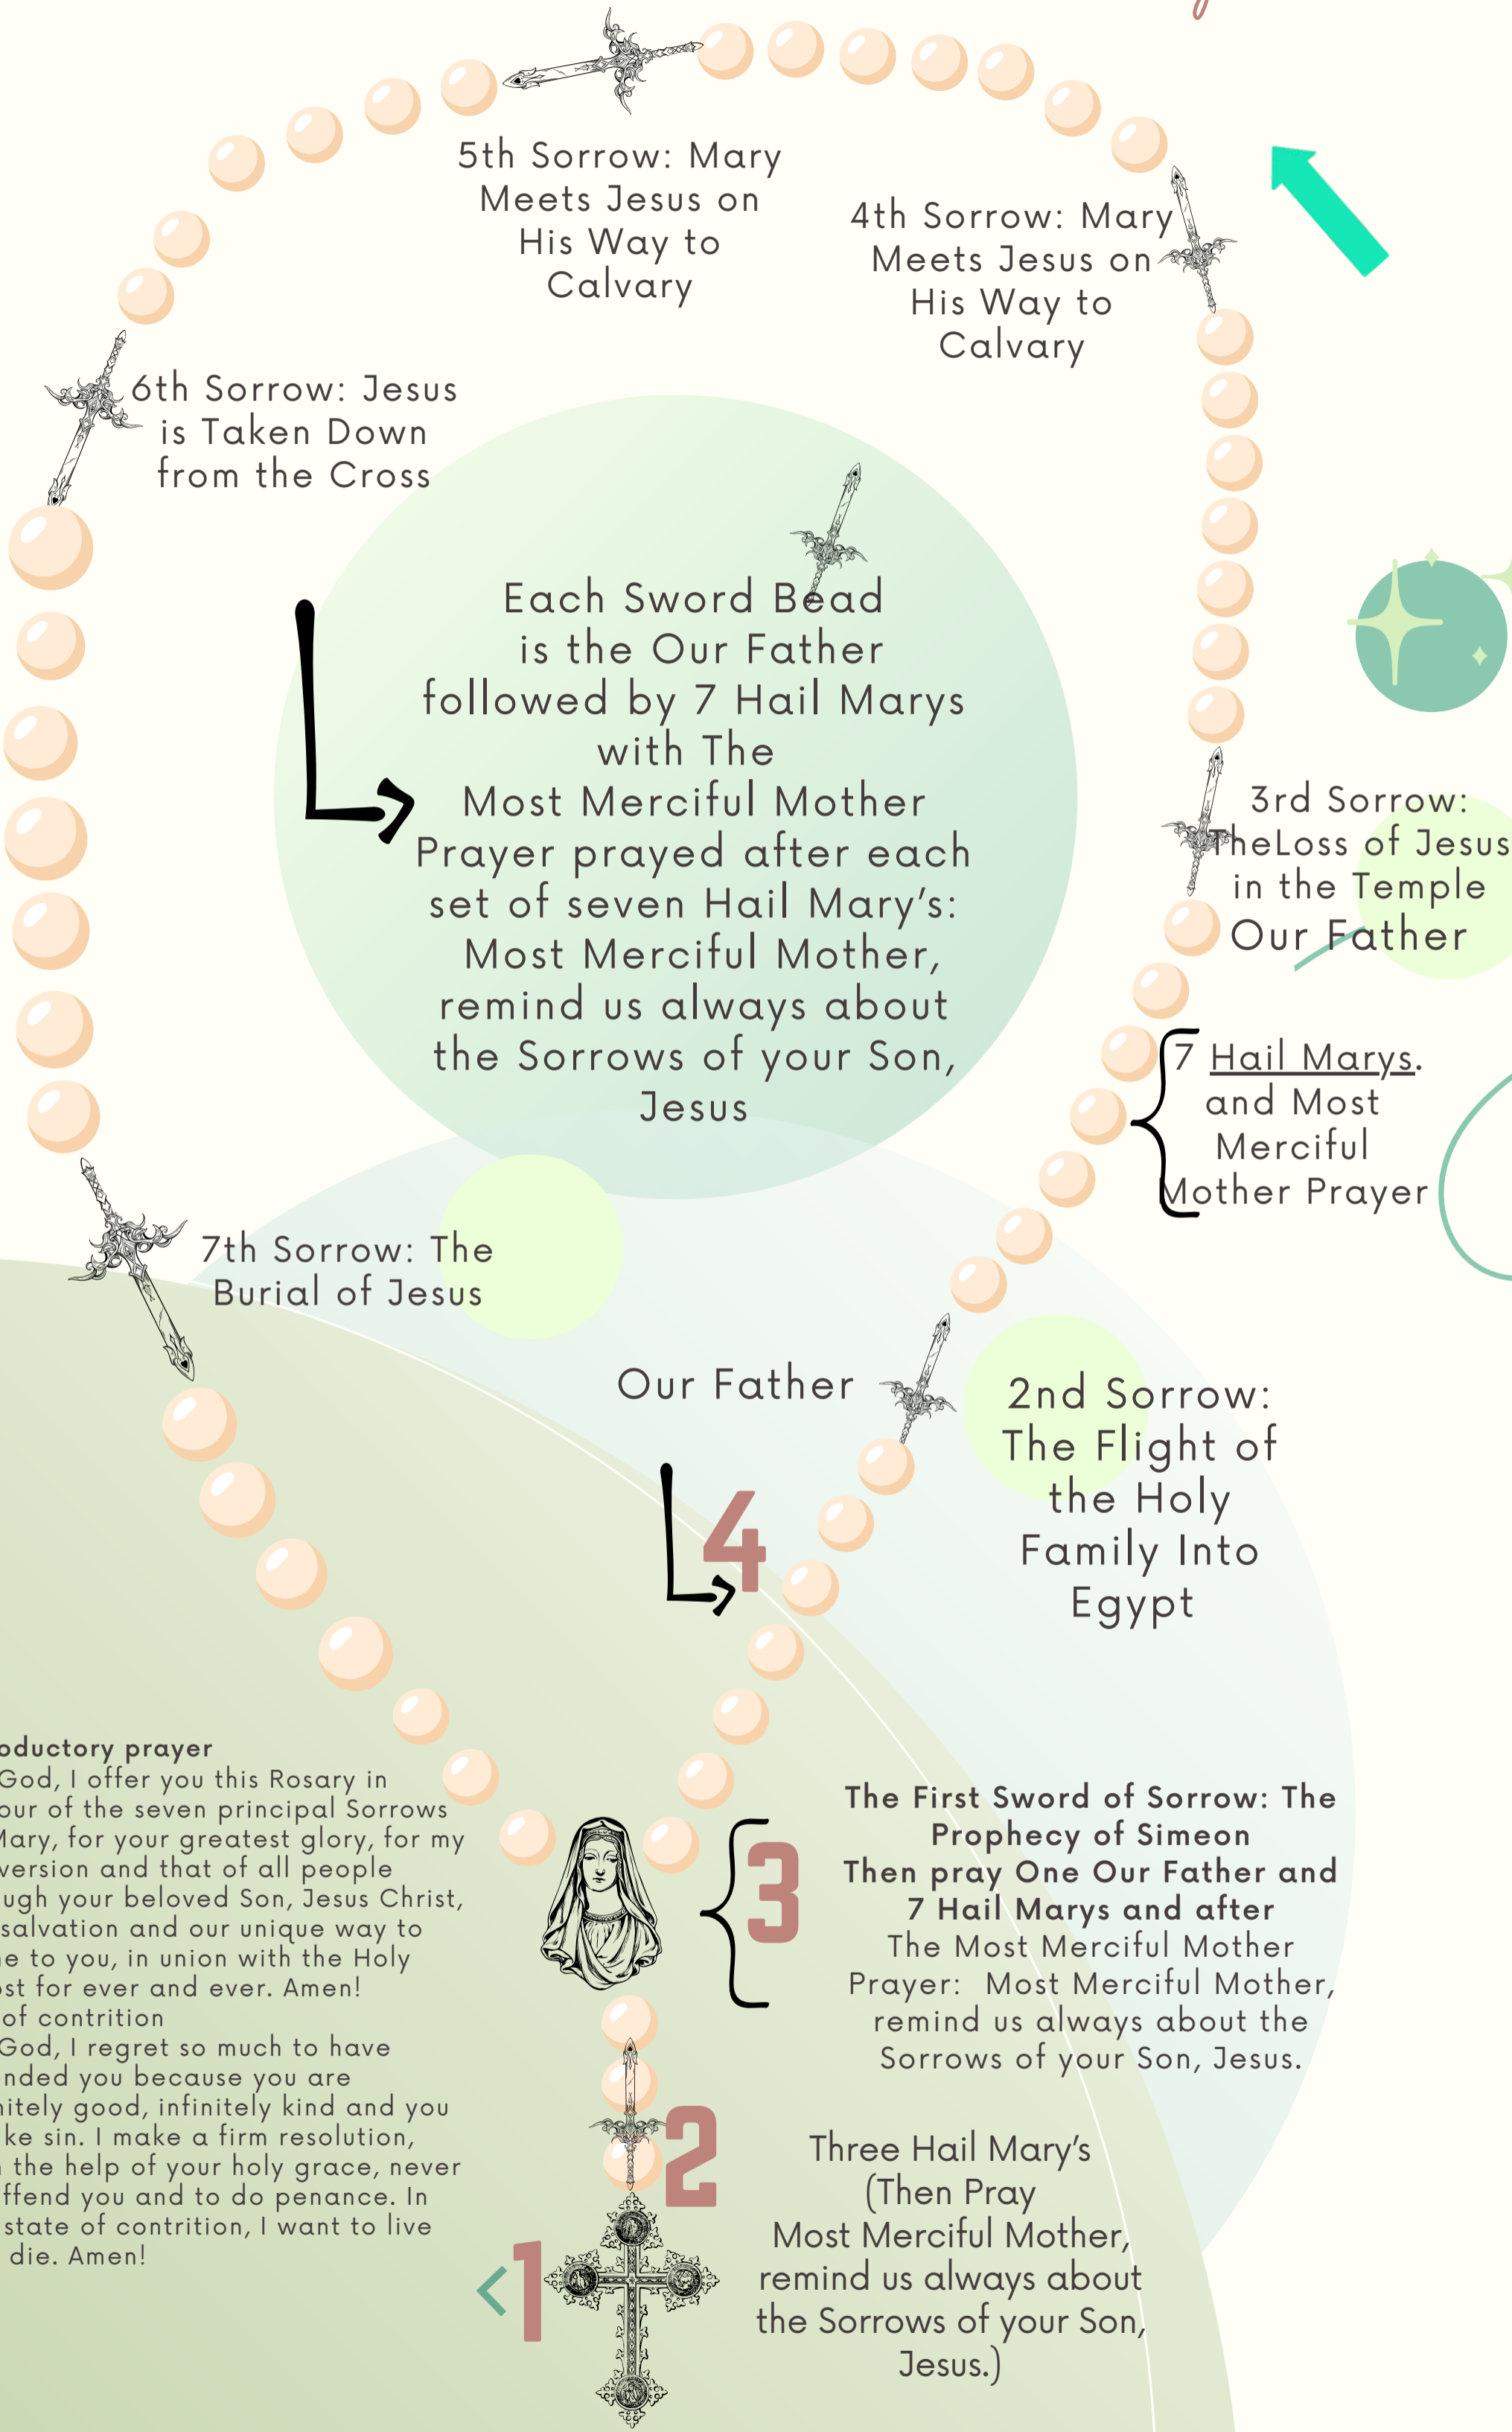 5th Sorrow: Mary
Meets Jesus on
His Way to
Calvary
4th Sorrow: Mary
Meets Jesus on
His Way to
Calvary
6th Sorrow: Jesus
is Taken Down
from the Cross
Each Sword Bead
is the Our Father
followed by 7 Hail Marys
with The
Most Merciful Mother
Prayer prayed after each
set of seven Hail Mary's:
Most Merciful Mother,
remind us always about
the Sorrows of your Son,
Jesus
3rd Sorrow:
TheLoss of Jesus
in the Temple
Our Father
7 Hail Marys.
and Most
Merciful
Mother Prayer
7th Sorrow: The
Burial of Jesus
Our Father
2nd Sorrow:
The Flight of
the Holy
Family Into
Egypt
4
prayer
God, I offer you this Rosary in
of the seven principal Sorrows
Mary, for your greatest glory, for my
and that of all people
your beloved Son, Jesus Christ,
salvation and our unique way to
to you, in union with the Holy
for ever and ever. Amen!
of contrition
God, I regret so much to have
you because you are
good, infinitely kind and you
sin. I make a firm resolution,
the help of your holy grace, never
you and to do penance. In
state of contrition, I want to live
die. Amen!
3
The First Sword of Sorrow: The
Prophecy of Simeon
Then pray One Our Father and
7 Hail Marys and after
The Most Merciful Mother
Prayer: Most Merciful Mother,
remind us always about the
Sorrows of your Son, Jesus.
2
Three Hail Mary's
(Then Pray
Most Merciful Mother,
remind us always about
the Sorrows of your Son,
Jesus.)
<1